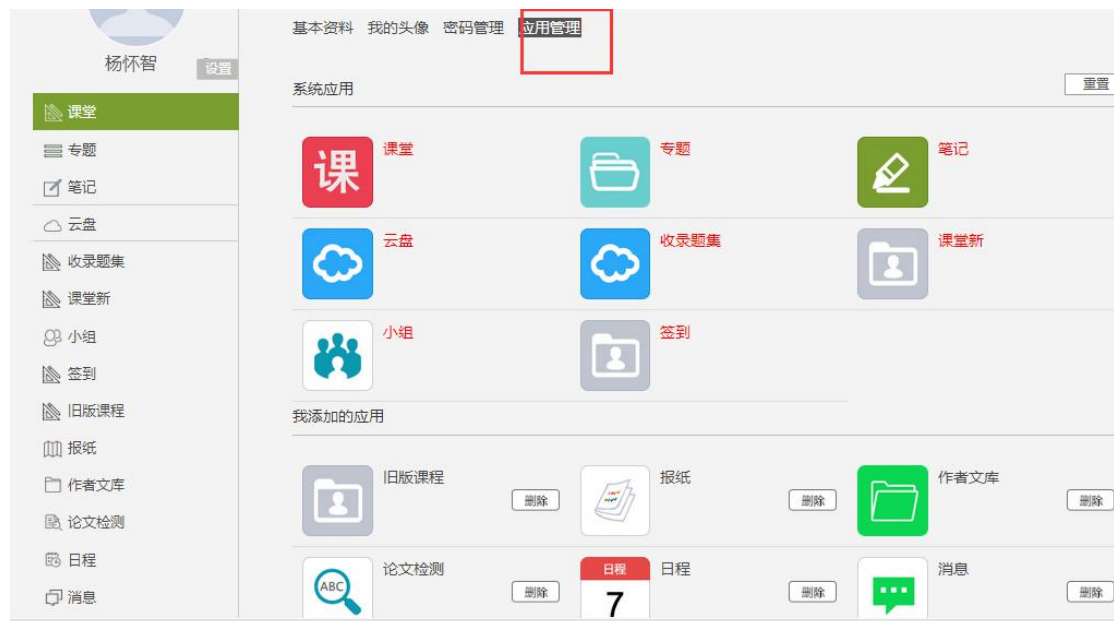 基本资料 我的头像 密码管理 应用管理
杨怀智 设置
系统应用 重置
课堂
专题
笔记
云盘
收录题集
课堂新
小组
签到
旧版课程
报纸
作者文库
论文检测
日程
消息
课 课堂 专题 笔记
云盘 收录题集 课堂新
小组 签到
我添加的应用
旧版课程 删除 报纸 删除 作者文库 删除
ABC 论文检测 删除 日程 7 日程 删除 消息 删除